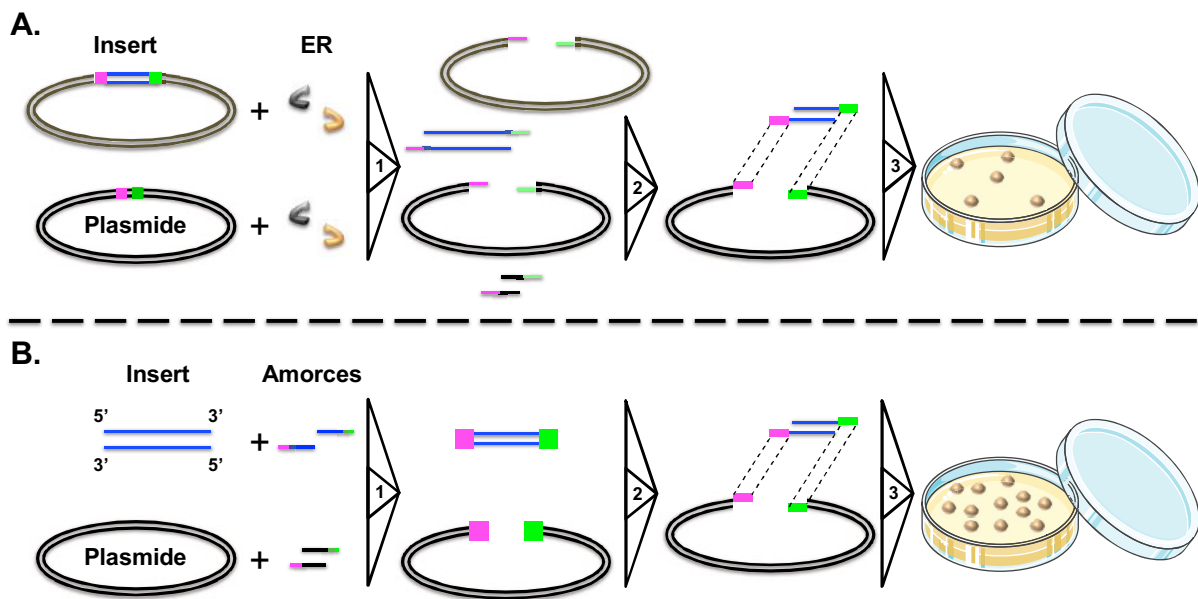 A.
Insert
ER
+
1
2
3
Plasmide
+
B.
Insert
Amorces
5’
3’
+
3’
5’
1
2
3
Plasmide
+